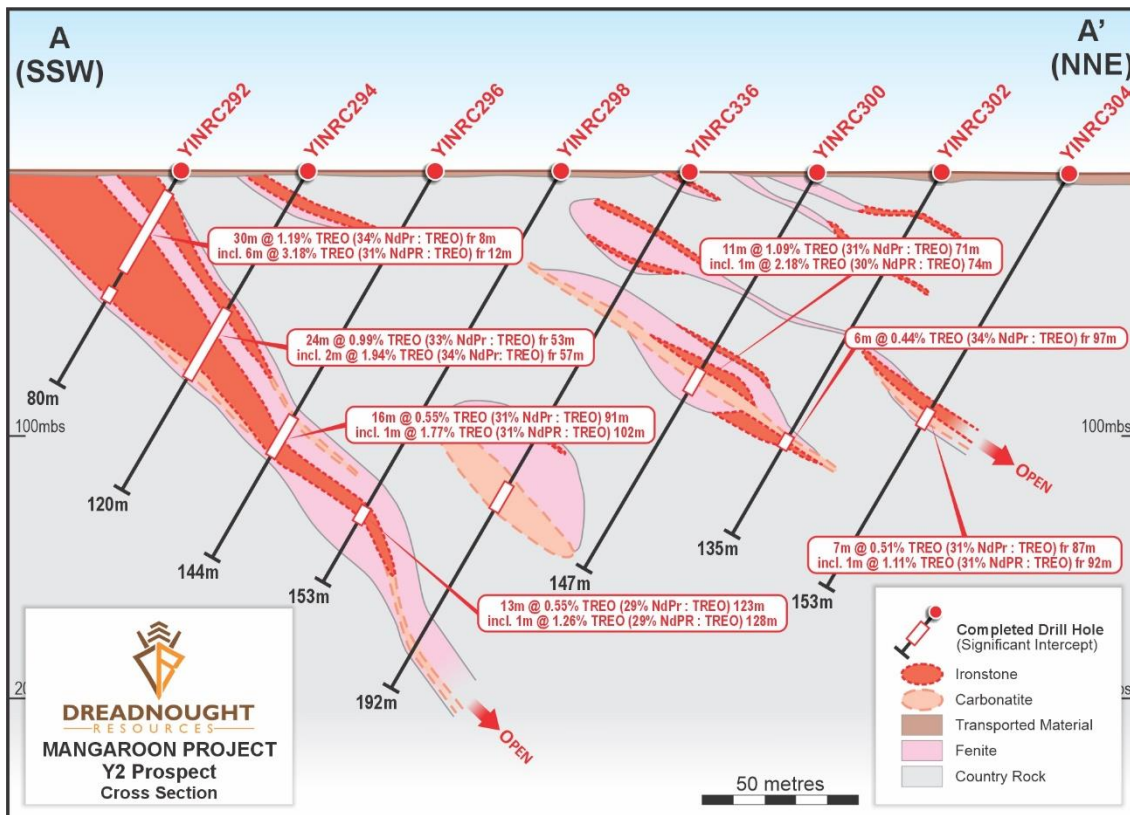 A
(SSW)
A'
(NNE)
YINRC292
YINRC294
YINRC296
YINRC298
YINRC336
YINRC300
YINRC302
YINRC304
30m @ 1.19% TREO (34% NdPr : TREO) fr 8m
incl. 6m @ 3.18% TREO (31% NdPR : TREO) fr 12m
11m @ 1.09% TREO (31% NdPr : TREO) 71m
incl. 1m @ 2.18% TREO (30% NdPR : TREO) 74m
24m @ 0.99% TREO (33% NdPr : TREO) fr 53m
incl. 2m @ 1.94% TREO (34% NdPr: TREO) fr 57m
6m @ 0.44% TREO (34% NdPr : TREO) fr 97m
80m
16m @ 0.55% TREO (31% NdPr : TREO) 91m
incl. 1m @ 1.77% TREO (31% NdPR : TREO) 102m
100mbs
100mbs
OPEN
120m
144m
153m
147m
135m
153m
7m @ 0.51% TREO (31% NdPr : TREO) fr 87m
incl. 1m @ 1.11% TREO (31% NdPR : TREO) fr 92m
13m @ 0.55% TREO (29% NdPr : TREO) 123m
incl. 1m @ 1.26% TREO (29% NdPR : TREO) 128m
192m
OPEN
DREADNOUGHT
RESOURCES
MANGAROON PROJECT
Y2 Prospect
Cross Section
50 metres
Completed Drill Hole
(Significant Intercept)
Ironstone
Carbonatite
Transported Material
Fenite
Country Rock